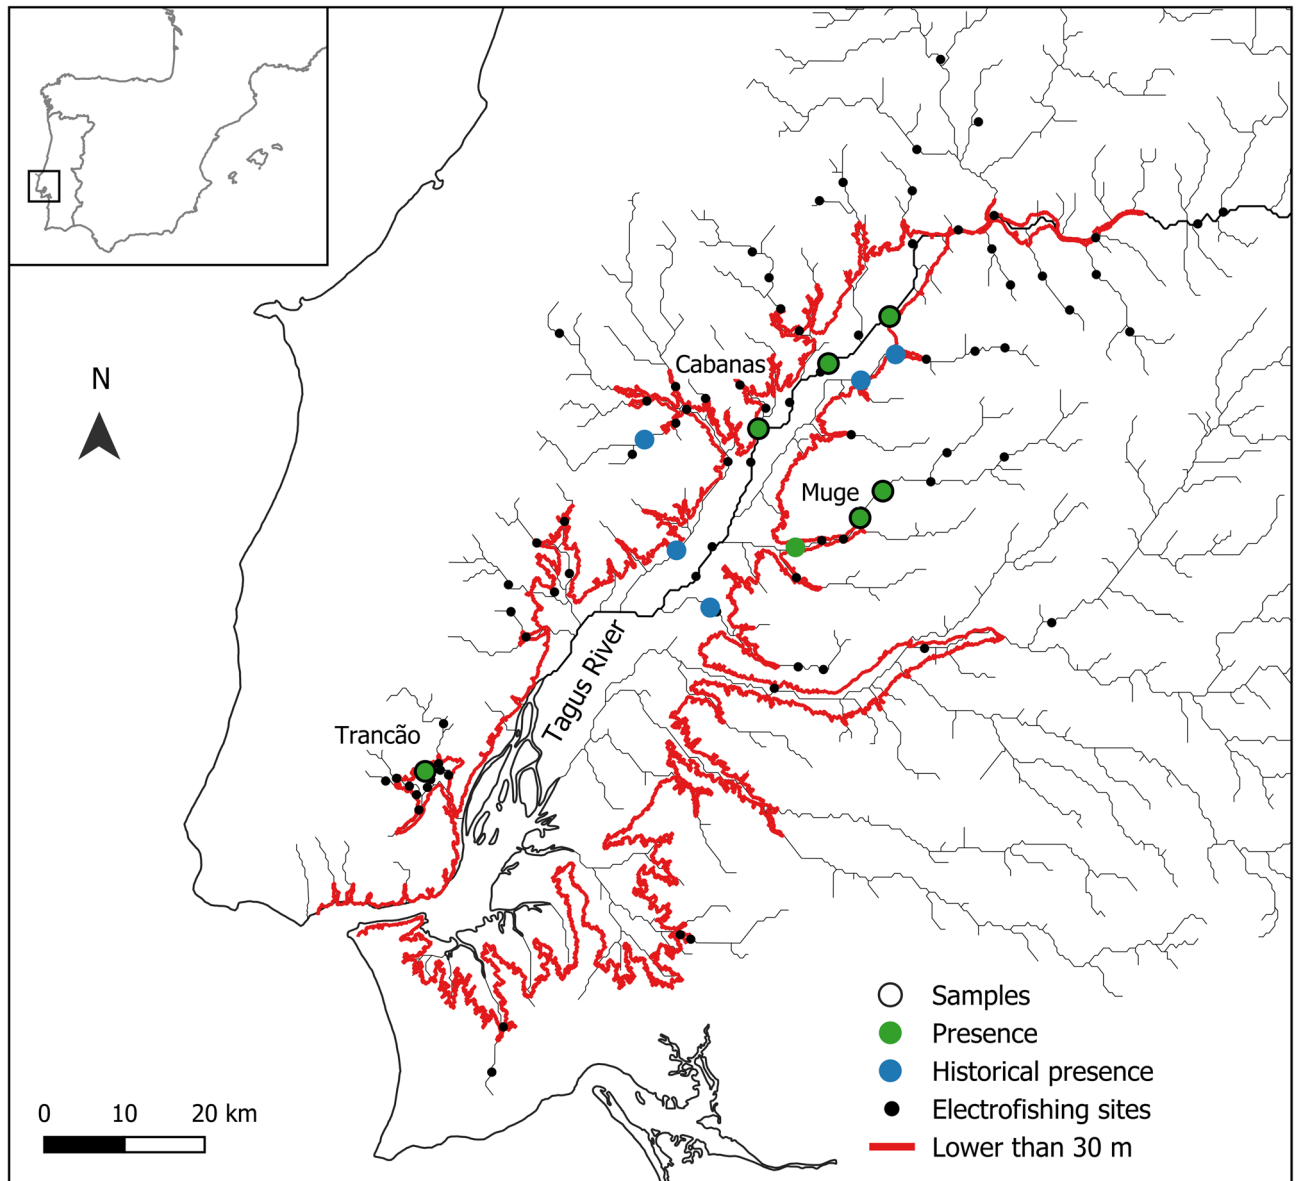 Cabanas
N
Muge
Tagus River
Trancão
Samples
Presence
Historical presence
Electrofishing sites
Lower than 30 m
0 10 20 km